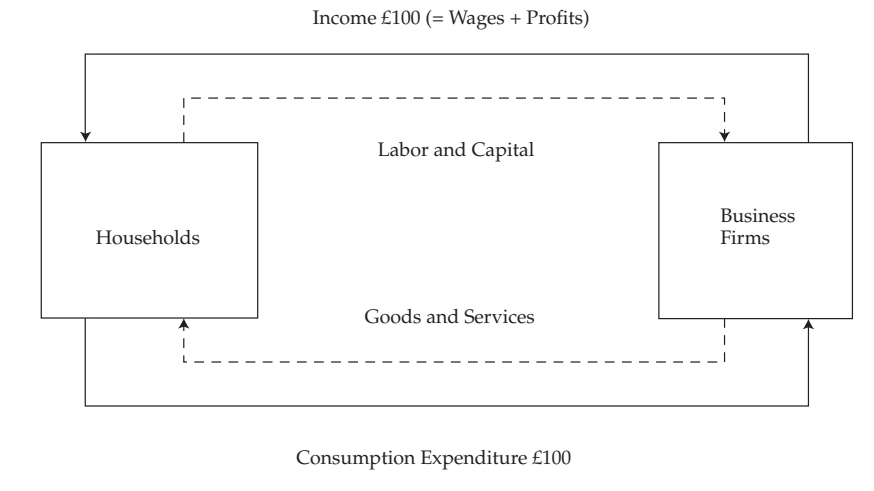 Income £100 (= Wages + Profits)
Labor and Capital
Households
Business
Firms
Goods and Services
Consumption Expenditure £100